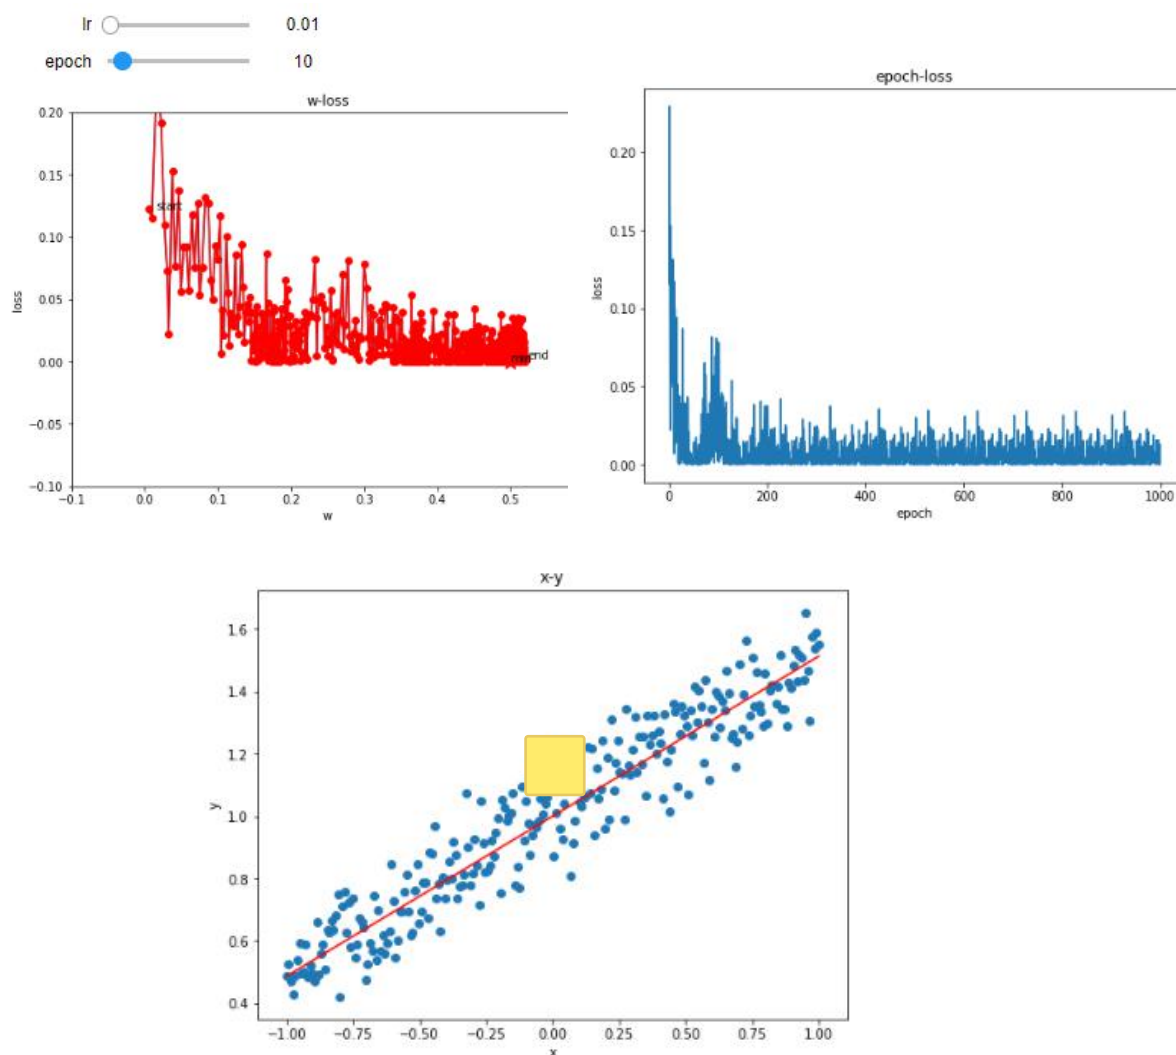 lr 0.01
epoch 10
w-loss
0.20
0.15
0.10
0.05
0.00
−0.05
−0.10
loss
start
end
−0.1 0.0 0.1 0.2 0.3 0.4 0.5
w
epoch-loss
0.20
0.15
0.10
0.05
0.00
loss
0 200 400 600 800 1000
epoch
x-y
1.6
1.4
1.2
1.0
0.8
0.6
0.4
y
−1.00 −0.75 −0.50 −0.25 0.00 0.25 0.50 0.75 1.00
x